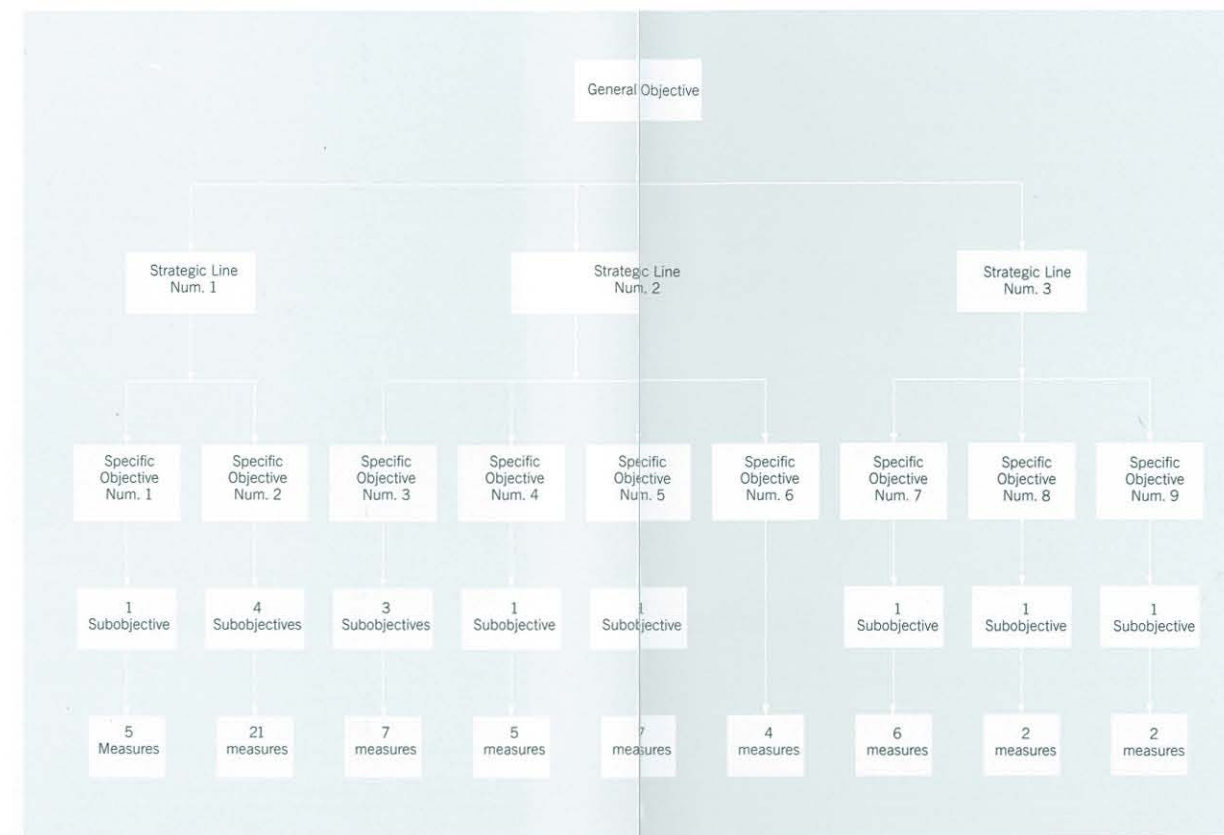 General Objective
Strategic Line
Num. 1
Strategic Line
Num. 2
Strategic Line
Num. 3
Specific
Objective
Num. 1
Specific
Objective
Num. 2
Specific
Objective
Num. 3
Specific
Objective
Num. 4
Specific
Objective
Num. 5
Specific
Objective
Num. 6
Specific
Objective
Num. 7
Specific
Objective
Num. 8
Specific
Objective
Num. 9
1
Subobjective
4
Subobjectives
3
Subobjectives
1
Subobjective
1
Subobjective
1
Subobjective
1
Subobjective
1
Subobjective
5
Measures
21
measures
7
measures
5
measures
7
measures
4
measures
6
measures
2
measures
2
measures